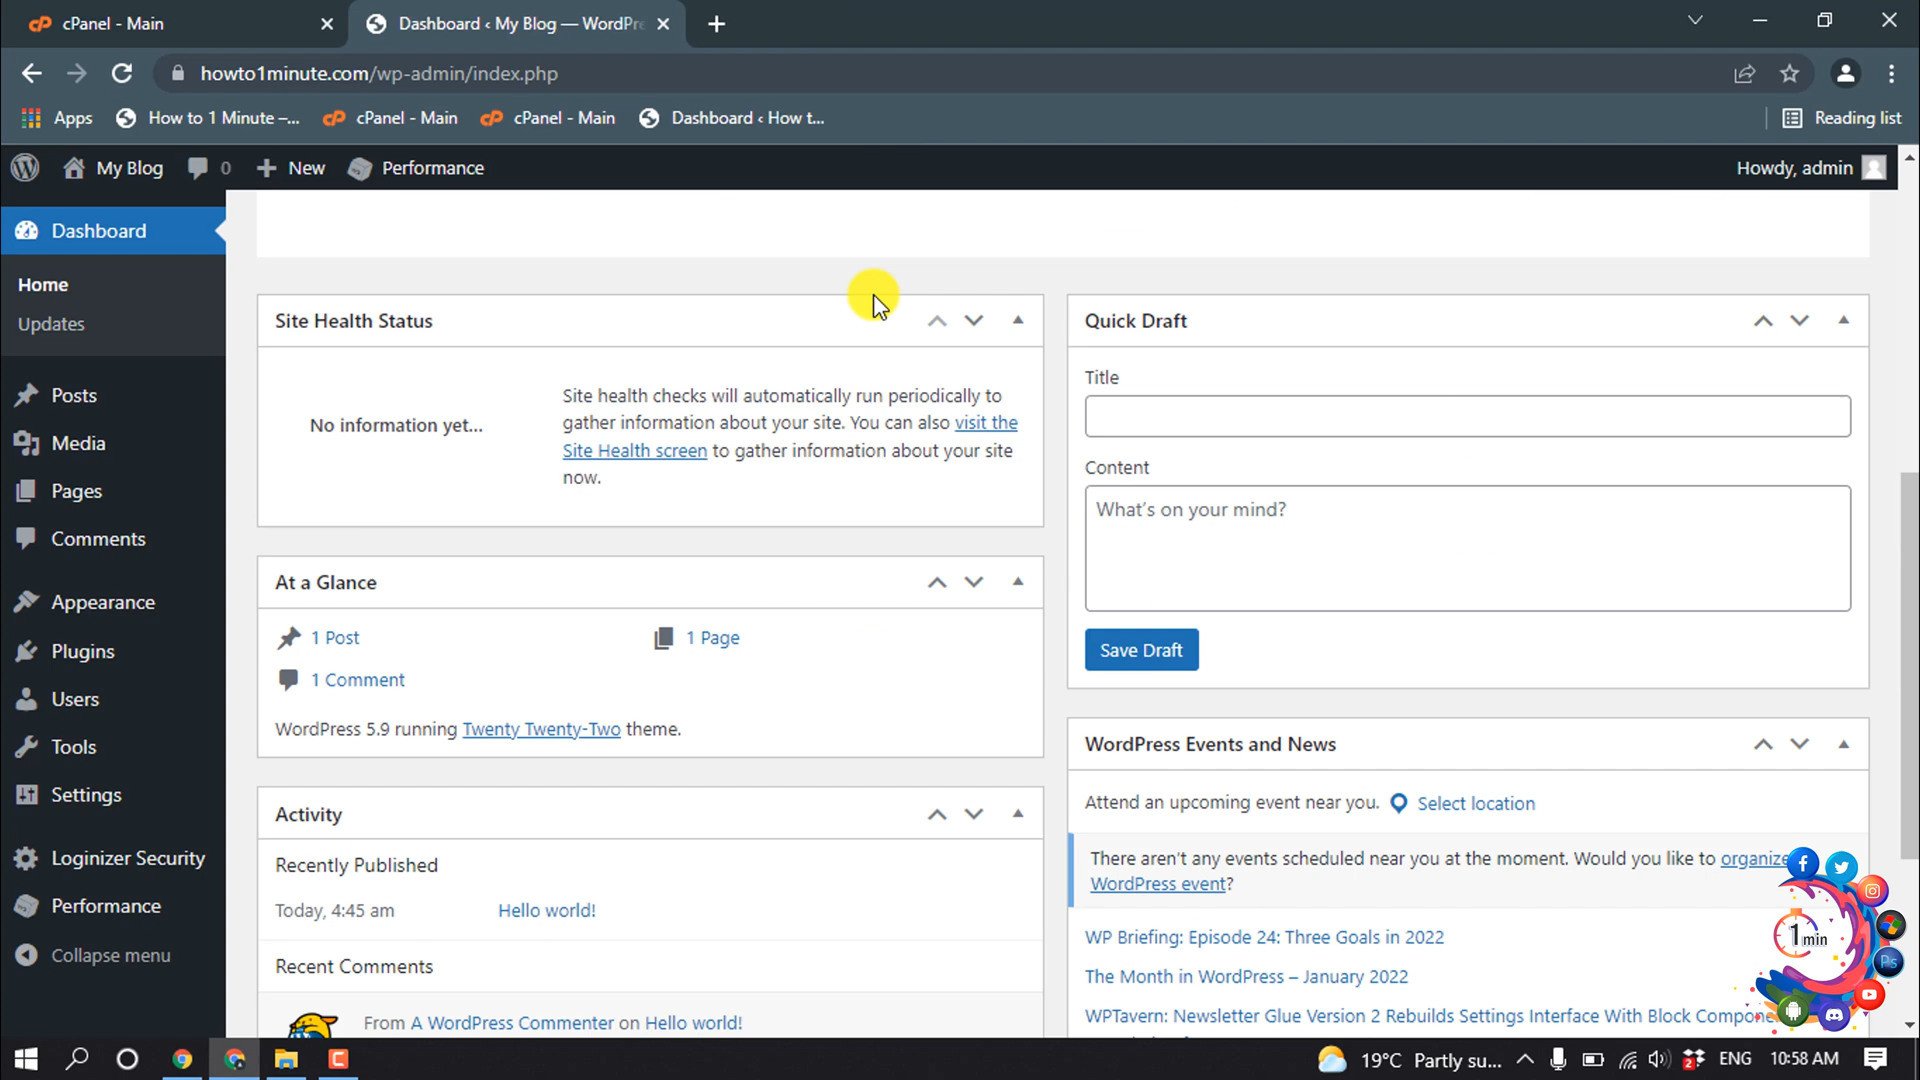 cPanel - Main
Dashboard ‹ My Blog — WordPre
howto1minute.com/wp-admin/index.php
Apps
How to 1 Minute –...
cPanel - Main
cPanel - Main
Dashboard ‹ How t...
Reading list
My Blog
0
New
Performance
Howdy, admin
Dashboard
Home
Updates
Posts
Media
Pages
Comments
Appearance
Plugins
Users
Tools
Settings
Loginizer Security
Performance
Collapse menu
Site Health Status
No information yet...
Site health checks will automatically run periodically to
gather information about your site. You can also visit the
Site Health screen to gather information about your site
now.
At a Glance
1 Post
1 Page
1 Comment
WordPress 5.9 running Twenty Twenty-Two theme.
Activity
Recently Published
Today, 4:45 am
Hello world!
Recent Comments
From A WordPress Commenter on Hello world!
Quick Draft
Title
Content
What's on your mind?
Save Draft
WordPress Events and News
Attend an upcoming event near you.
Select location
There aren't any events scheduled near you at the moment. Would you like to organize
WordPress event?
WP Briefing: Episode 24: Three Goals in 2022
The Month in WordPress – January 2022
WPTavern: Newsletter Glue Version 2 Rebuilds Settings Interface With Block Compone
1 min
Ps
19°C Partly su...
2
ENG
10:58 AM